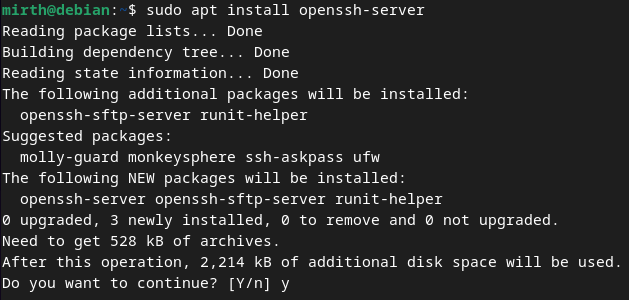 mirth@debian:~$ sudo apt install openssh-server
Reading package lists... Done
Building dependency tree... Done
Reading state information... Done
The following additional packages will be installed:
  openssh-sftp-server runit-helper
Suggested packages:
  molly-guard monkeysphere ssh-askpass ufw
The following NEW packages will be installed:
  openssh-server openssh-sftp-server runit-helper
0 upgraded, 3 newly installed, 0 to remove and 0 not upgraded.
Need to get 528 kB of archives.
After this operation, 2,214 kB of additional disk space will be used.
Do you want to continue? [Y/n] y